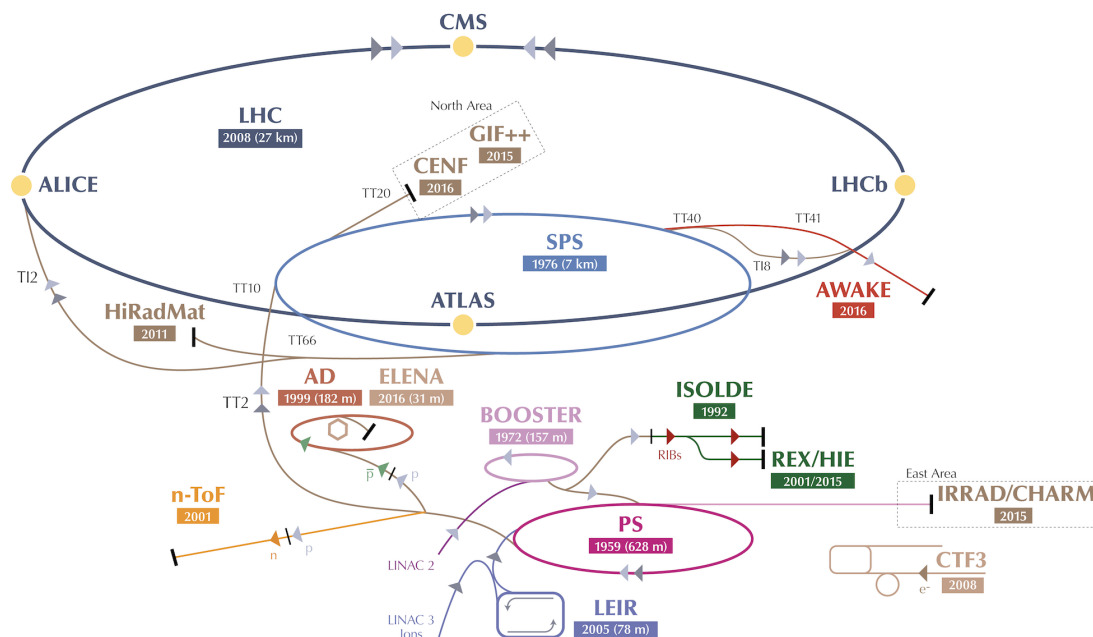 CMS
LHC
2008 (27 km)
North Area
GIF++
2015
CENF
2016
ALICE
LHCb
TT20
TT40
TT41
SPS
1976 (7 km)
TI8
TI2
TT10
ATLAS
AWAKE
2016
HiRadMat
2011
TT66
AD
1999 (182 m)
ELENA
2016 (31 m)
TT2
ISOLDE
1992
BOOSTER
1972 (157 m)
RIBs
REX/HIE
2001/2015
p̅
p
East Area
n-ToF
2001
IRRAD/CHARM
2015
PS
1959 (628 m)
n
p
LINAC 2
CTF3
2008
e-
LEIR
2005 (78 m)
LINAC 3
Ions